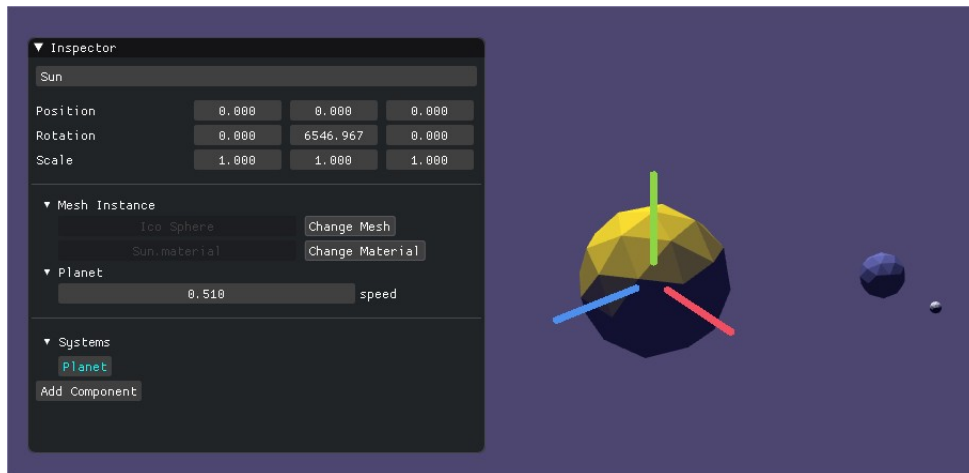 Inspector
Sun
Position 0.000 0.000 0.000
Rotation 0.000 6546.967 0.000
Scale 1.000 1.000 1.000
Mesh Instance
Ico Sphere Change Mesh
Sun.material Change Material
Planet
0.510 speed
Systems
Planet
Add Component